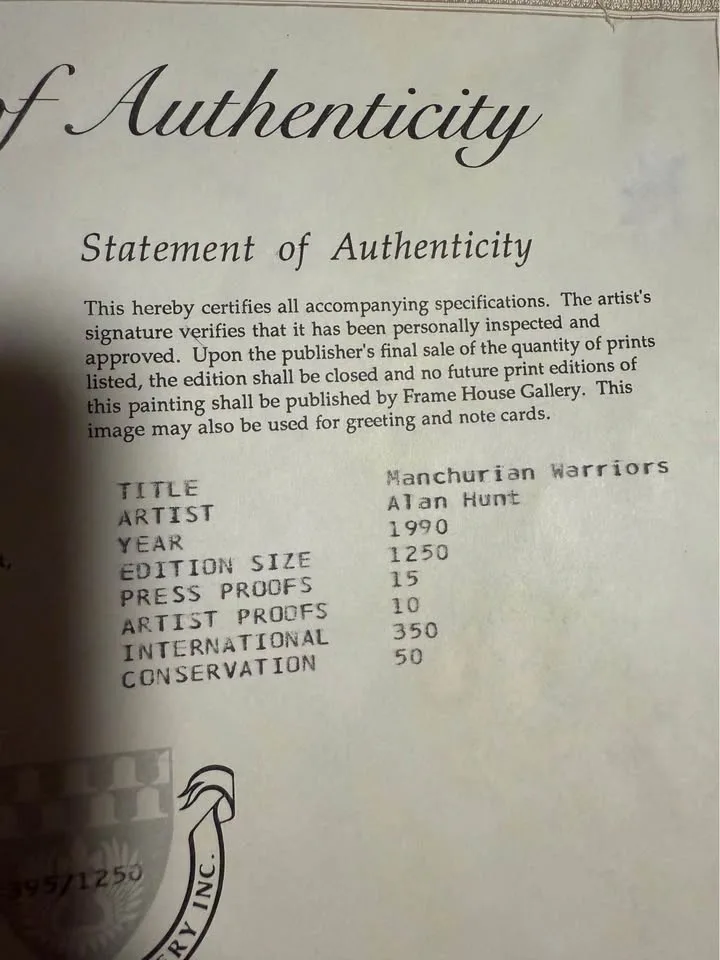 of Authenticity
Statement of Authenticity
This hereby certifies all accompanying specifications. The artist's
signature verifies that it has been personally inspected and
approved. Upon the publisher's final sale of the quantity of prints
listed, the edition shall be closed and no future print editions of
this painting shall be published by Frame House Gallery. This
image may also be used for greeting and note cards.
TITLE Manchurian Warriors
ARTIST Alan Hunt
YEAR 1990
EDITION SIZE 1250
PRESS PROOFS 15
ARTIST PROOFS 10
INTERNATIONAL 350
CONSERVATION 50
395/1250
RY INC.